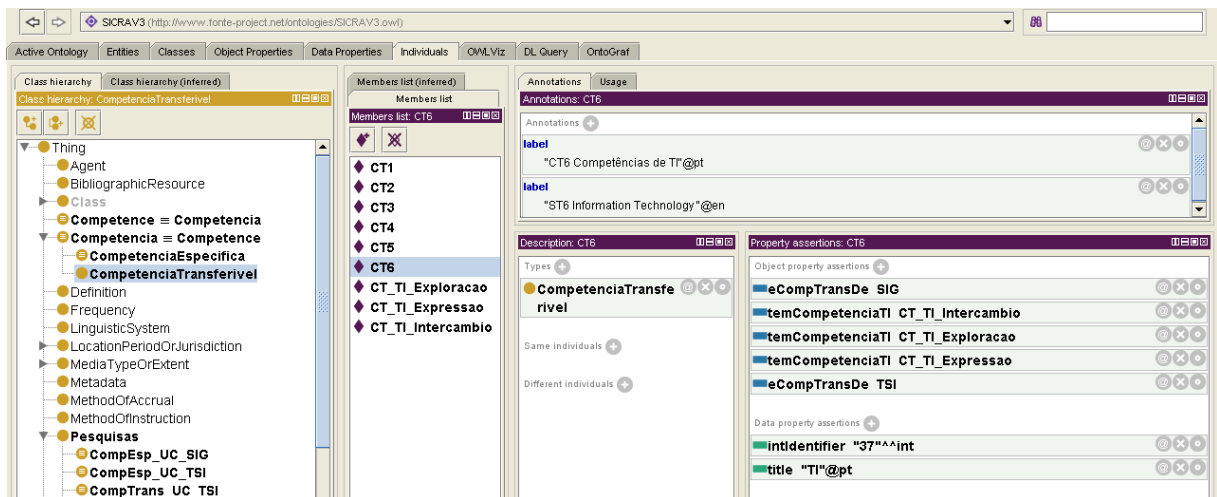 SICRAV3 (http://www.fonte-project.net/ontologies/SICRAV3.owl)
Active Ontology Entities Classes Object Properties Data Properties Individuals OWLViz DL Query OntoGraf
Class hierarchy Class hierarchy (inferred)
Class hierarchy: CompetenciaTransferivel
Thing
Agent
BibliographicResource
Class
Competence ≡ Competencia
Competencia ≡ Competence
CompetenciaEspecifica
CompetenciaTransferivel
Definition
Frequency
LinguisticSystem
LocationPeriodOrJurisdiction
MediaTypeOrExtent
Metadata
MethodOfAccrual
MethodOfInstruction
Pesquisas
CompEsp_UC_SIG
CompEsp_UC_TSI
CompTrans_UC_TSI
Members list (inferred)
Members list
Members list: CT6
CT1
CT2
CT3
CT4
CT5
CT6
CT_TI_Exploracao
CT_TI_Expressao
CT_TI_Intercambio
Annotations Usage
Annotations: CT6
Annotations
label
"CT6 Competências de TI"@pt
label
"ST6 Information Technology"@en
Description: CT6
Types
CompetenciaTransfe
rivel
Same individuals
Different individuals
Property assertions: CT6
Object property assertions
eCompTransDe SIG
temCompetenciaTI CT_TI_Intercambio
temCompetenciaTI CT_TI_Exploracao
temCompetenciaTI CT_TI_Expressao
eCompTransDe TSI
Data property assertions
intIdentifier "37"^^int
title "TI"@pt